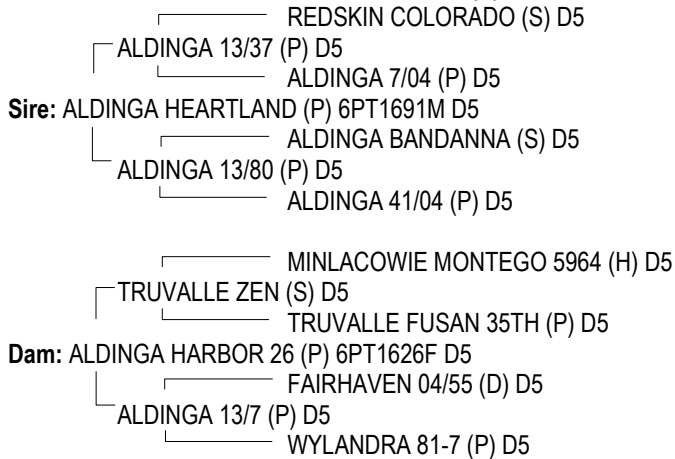 REDSKIN COLORADO (S) D5
ALDINGA 13/37 (P) D5
ALDINGA 7/04 (P) D5
Sire: ALDINGA HEARTLAND (P) 6PT1691M D5
ALDINGA BANDANNA (S) D5
ALDINGA 13/80 (P) D5
ALDINGA 41/04 (P) D5
MINLACOWIE MONTEGO 5964 (H) D5
TRUVALLE ZEN (S) D5
TRUVALLE FUSAN 35TH (P) D5
Dam: ALDINGA HARBOR 26 (P) 6PT1626F D5
FAIRHAVEN 04/55 (D) D5
ALDINGA 13/7 (P) D5
WYLANDRA 81-7 (P) D5